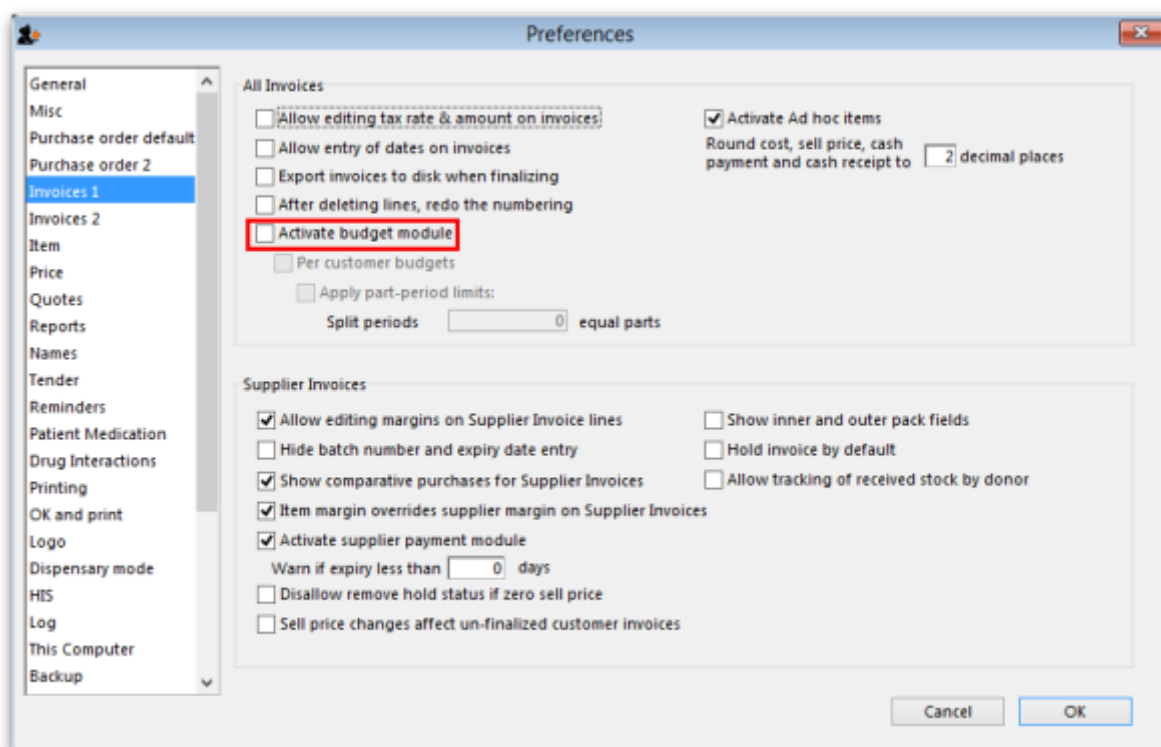 Preferences
General
Misc
Purchase order default
Purchase order 2
Invoices 1
Invoices 2
Item
Price
Quotes
Reports
Names
Tender
Reminders
Patient Medication
Drug Interactions
Printing
OK and print
Logo
Dispensary mode
HIS
Log
This Computer
Backup
All Invoices
Allow editing tax rate & amount on invoices
Allow entry of dates on invoices
Export invoices to disk when finalizing
After deleting lines, redo the numbering
Activate budget module
Per customer budgets
Apply part-period limits:
Split periods 0 equal parts
Activate Ad hoc items
Round cost, sell price, cash
payment and cash receipt to 2 decimal places
Supplier Invoices
Allow editing margins on Supplier Invoice lines
Hide batch number and expiry date entry
Show comparative purchases for Supplier Invoices
Item margin overrides supplier margin on Supplier Invoices
Activate supplier payment module
Warn if expiry less than 0 days
Disallow remove hold status if zero sell price
Sell price changes affect un-finalized customer invoices
Show inner and outer pack fields
Hold invoice by default
Allow tracking of received stock by donor
Cancel
OK